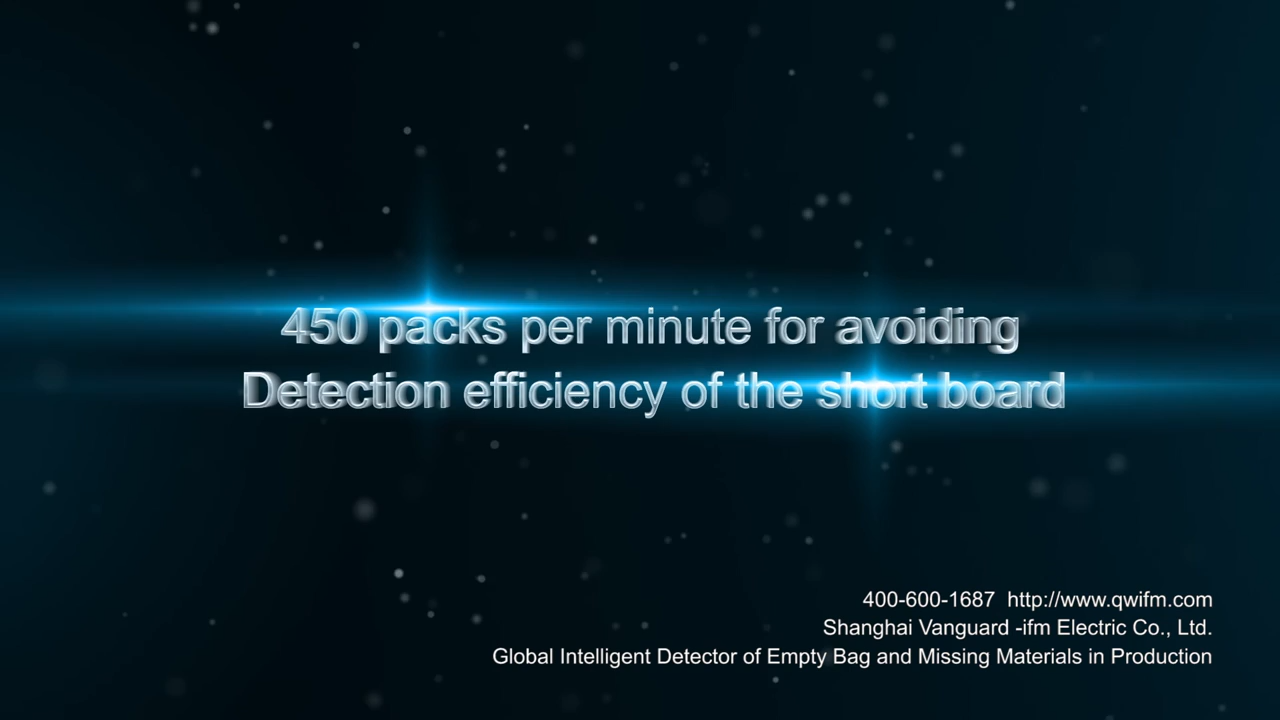 450 packs per minute for avoiding
Detection efficiency of the short board
400-600-1687 http://www.qwifm.com
Shanghai Vanguard -ifm Electric Co., Ltd.
Global Intelligent Detector of Empty Bag and Missing Materials in Production